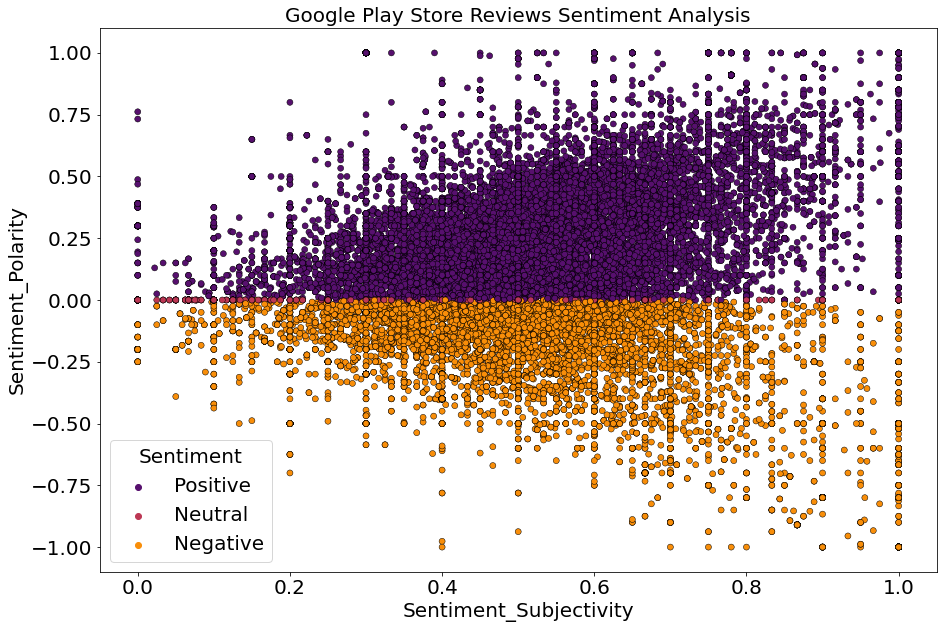 Google Play Store Reviews Sentiment Analysis
1.00
0.75
0.50
0.25
0.00
−0.25
−0.50
−0.75
−1.00
Sentiment_Polarity
Sentiment
Positive
Neutral
Negative
0.0 0.2 0.4 0.6 0.8 1.0
Sentiment_Subjectivity